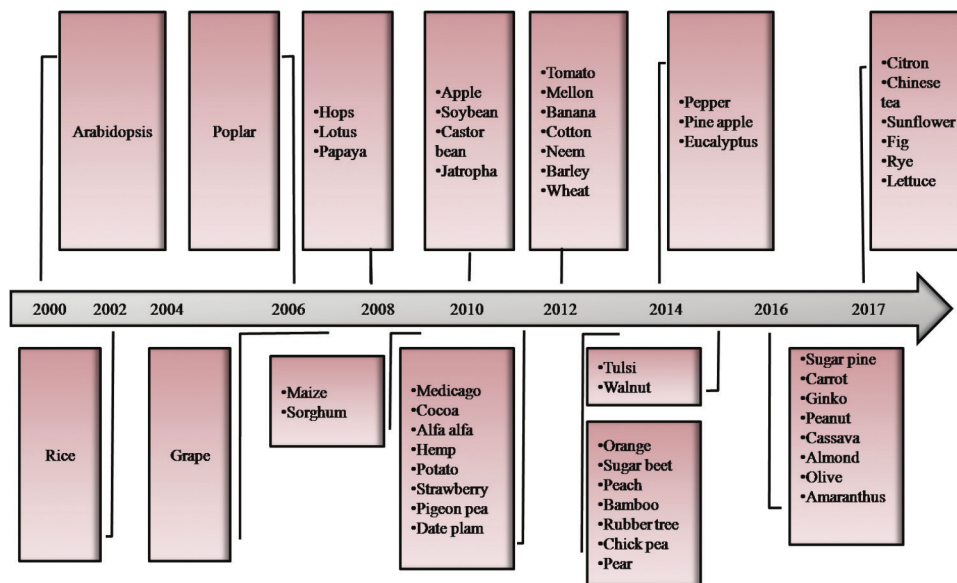 Arabidopsis
Poplar
•Hops
•Lotus
•Papaya
•Apple
•Soybean
•Castor
bean
•Jatropha
•Tomato
•Mellon
•Banana
•Cotton
•Neem
•Barley
•Wheat
•Pepper
•Pine apple
•Eucalyptus
•Citron
•Chinese
tea
•Sunflower
•Fig
•Rye
•Lettuce
2000 2002 2004 2006 2008 2010 2012 2014 2016 2017
Rice
Grape
•Maize
•Sorghum
•Medicago
•Cocoa
•Alfa alfa
•Hemp
•Potato
•Strawberry
•Pigeon pea
•Date plam
•Tulsi
•Walnut
•Orange
•Sugar beet
•Peach
•Bamboo
•Rubber tree
•Chick pea
•Pear
•Sugar pine
•Carrot
•Ginko
•Peanut
•Cassava
•Almond
•Olive
•Amaranthus